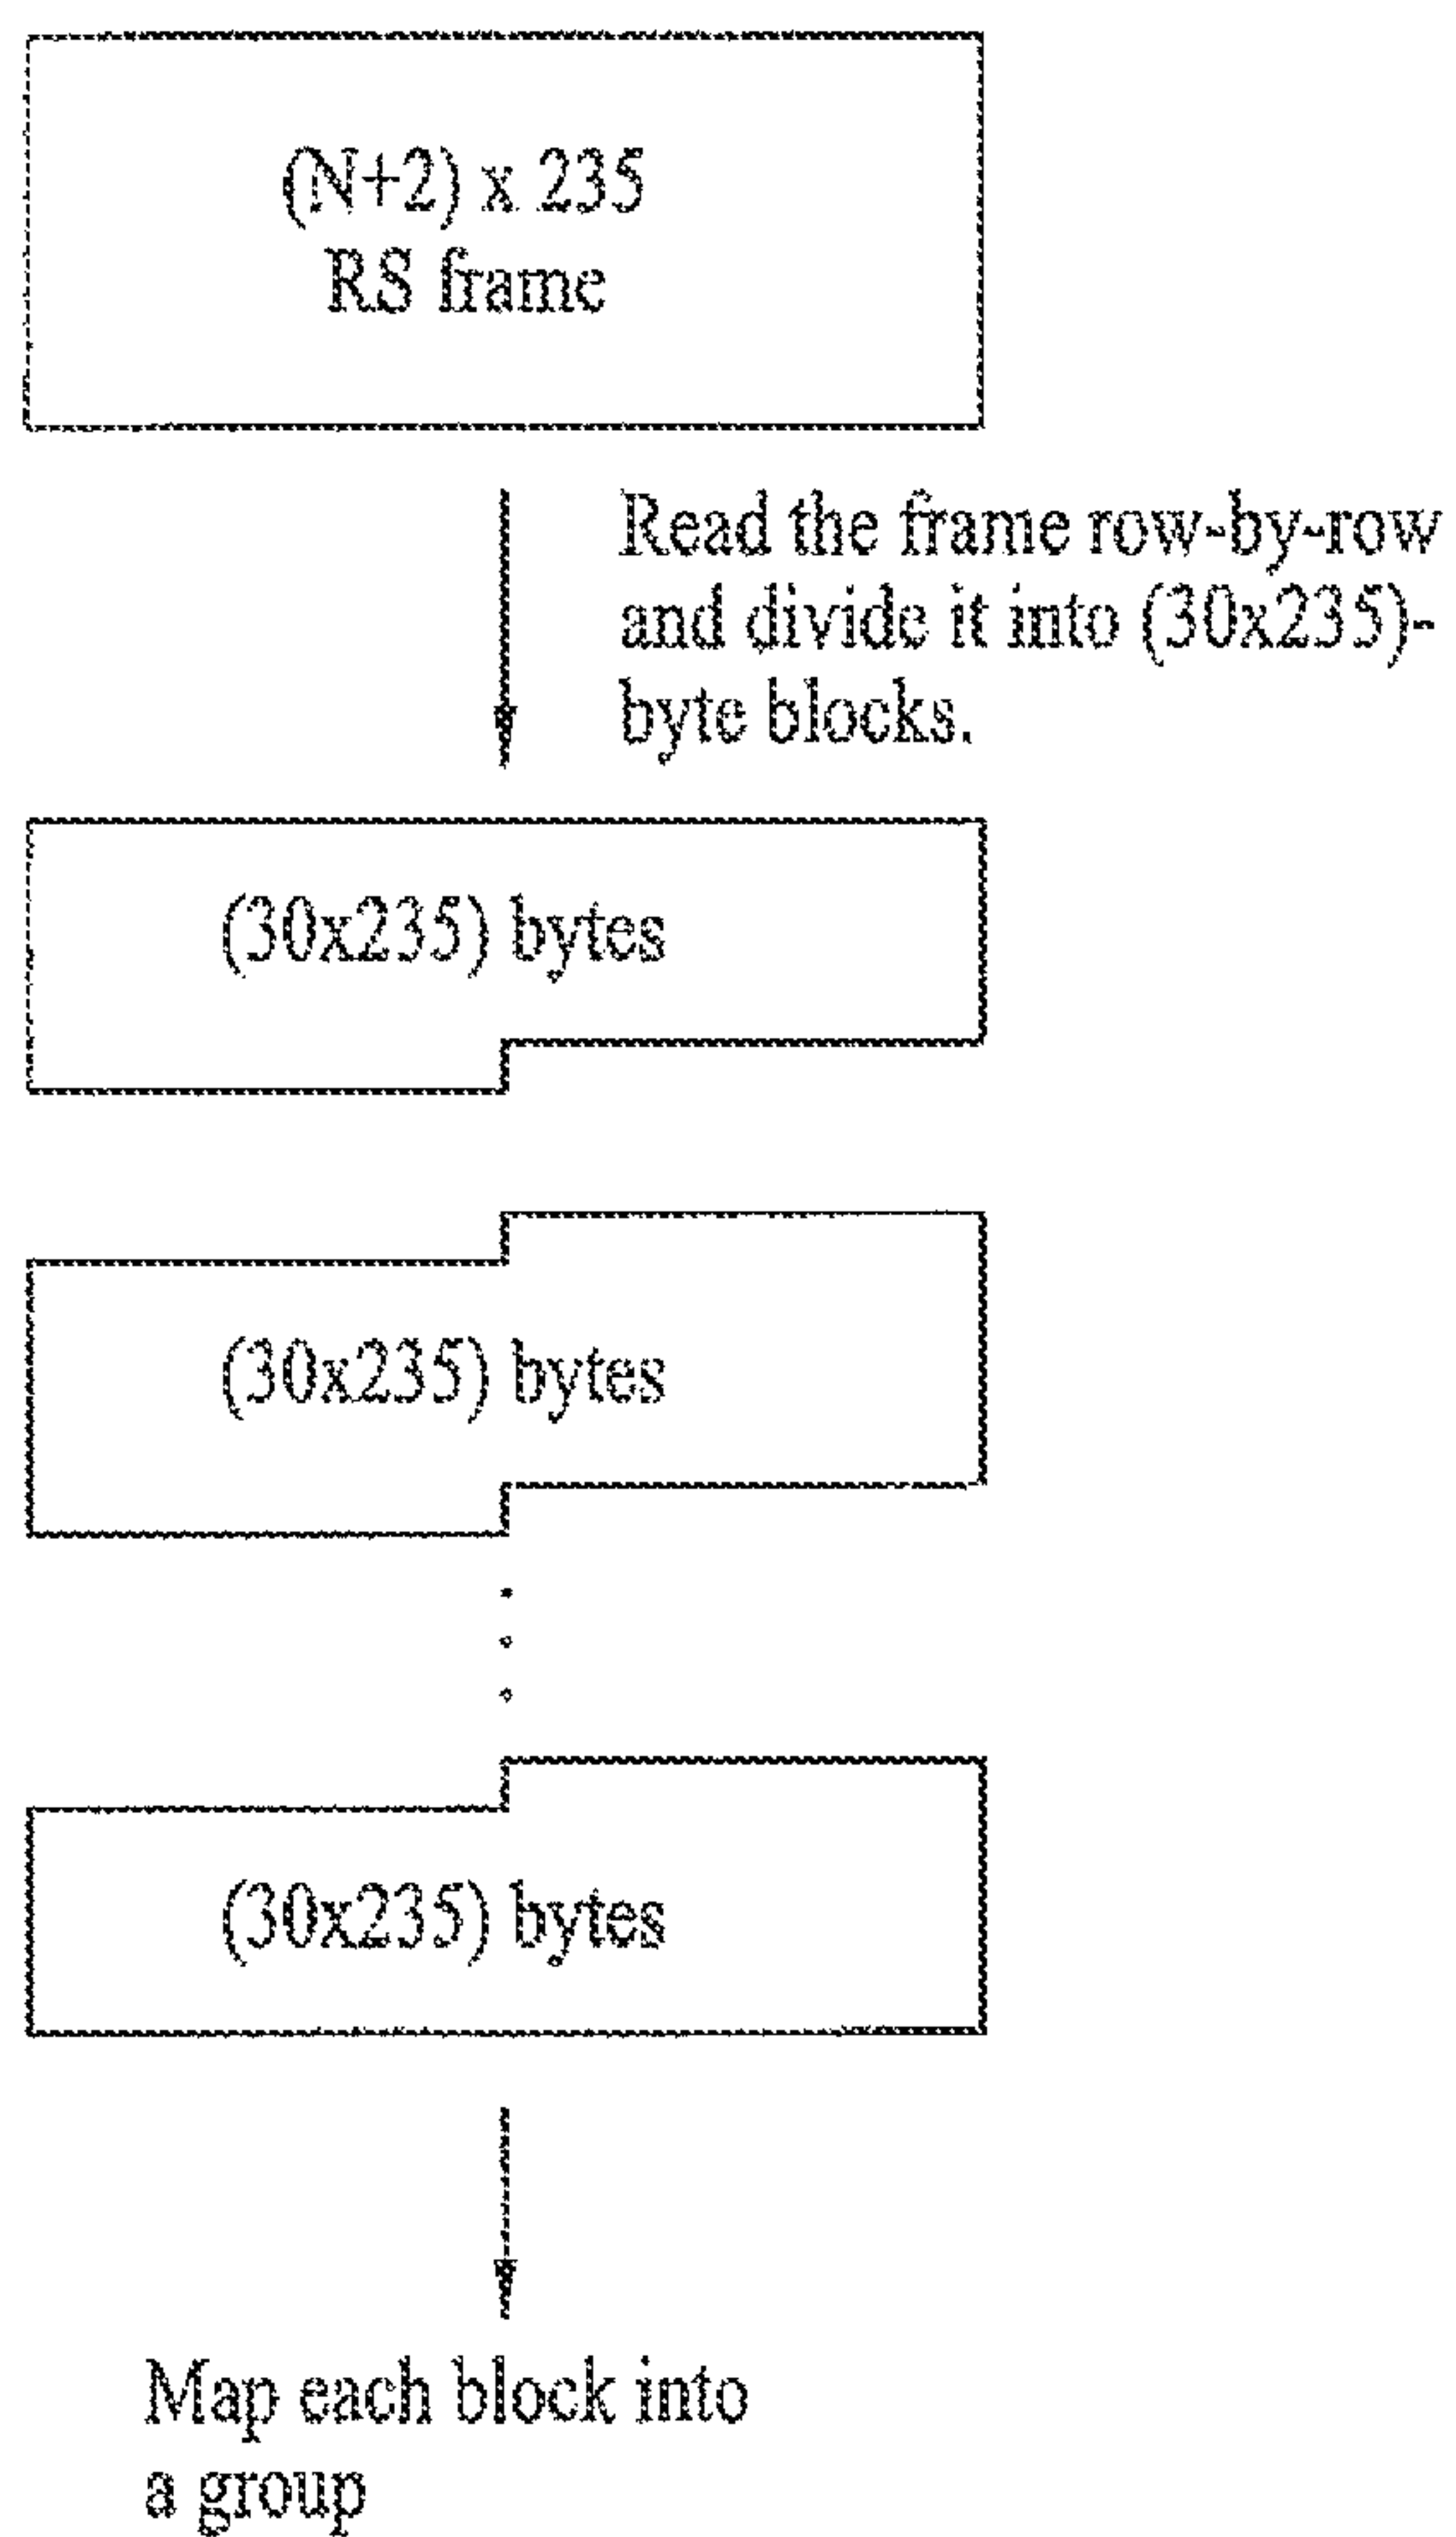 (N+2) x 235
RS frame
Read the frame row-by-row
and divide it into (30x235)-
byte blocks.
(30x235) bytes
(30x235) bytes
(30x235) bytes
Map each block into
a group